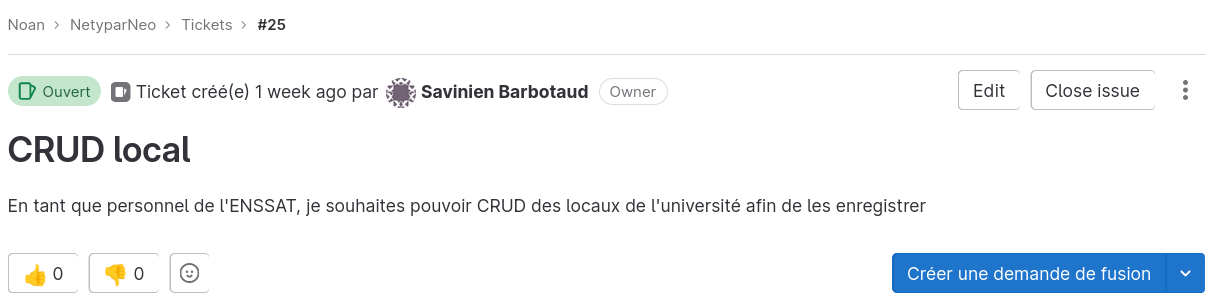 Noan > NetyparNeo > Tickets > #25
Ouvert Ticket créé(e) 1 week ago par Savinien Barbotaud Owner Edit Close issue
CRUD local
En tant que personnel de l'ENSSAT, je souhaites pouvoir CRUD des locaux de l'université afin de les enregistrer
👍 0 👎 0 Créer une demande de fusion